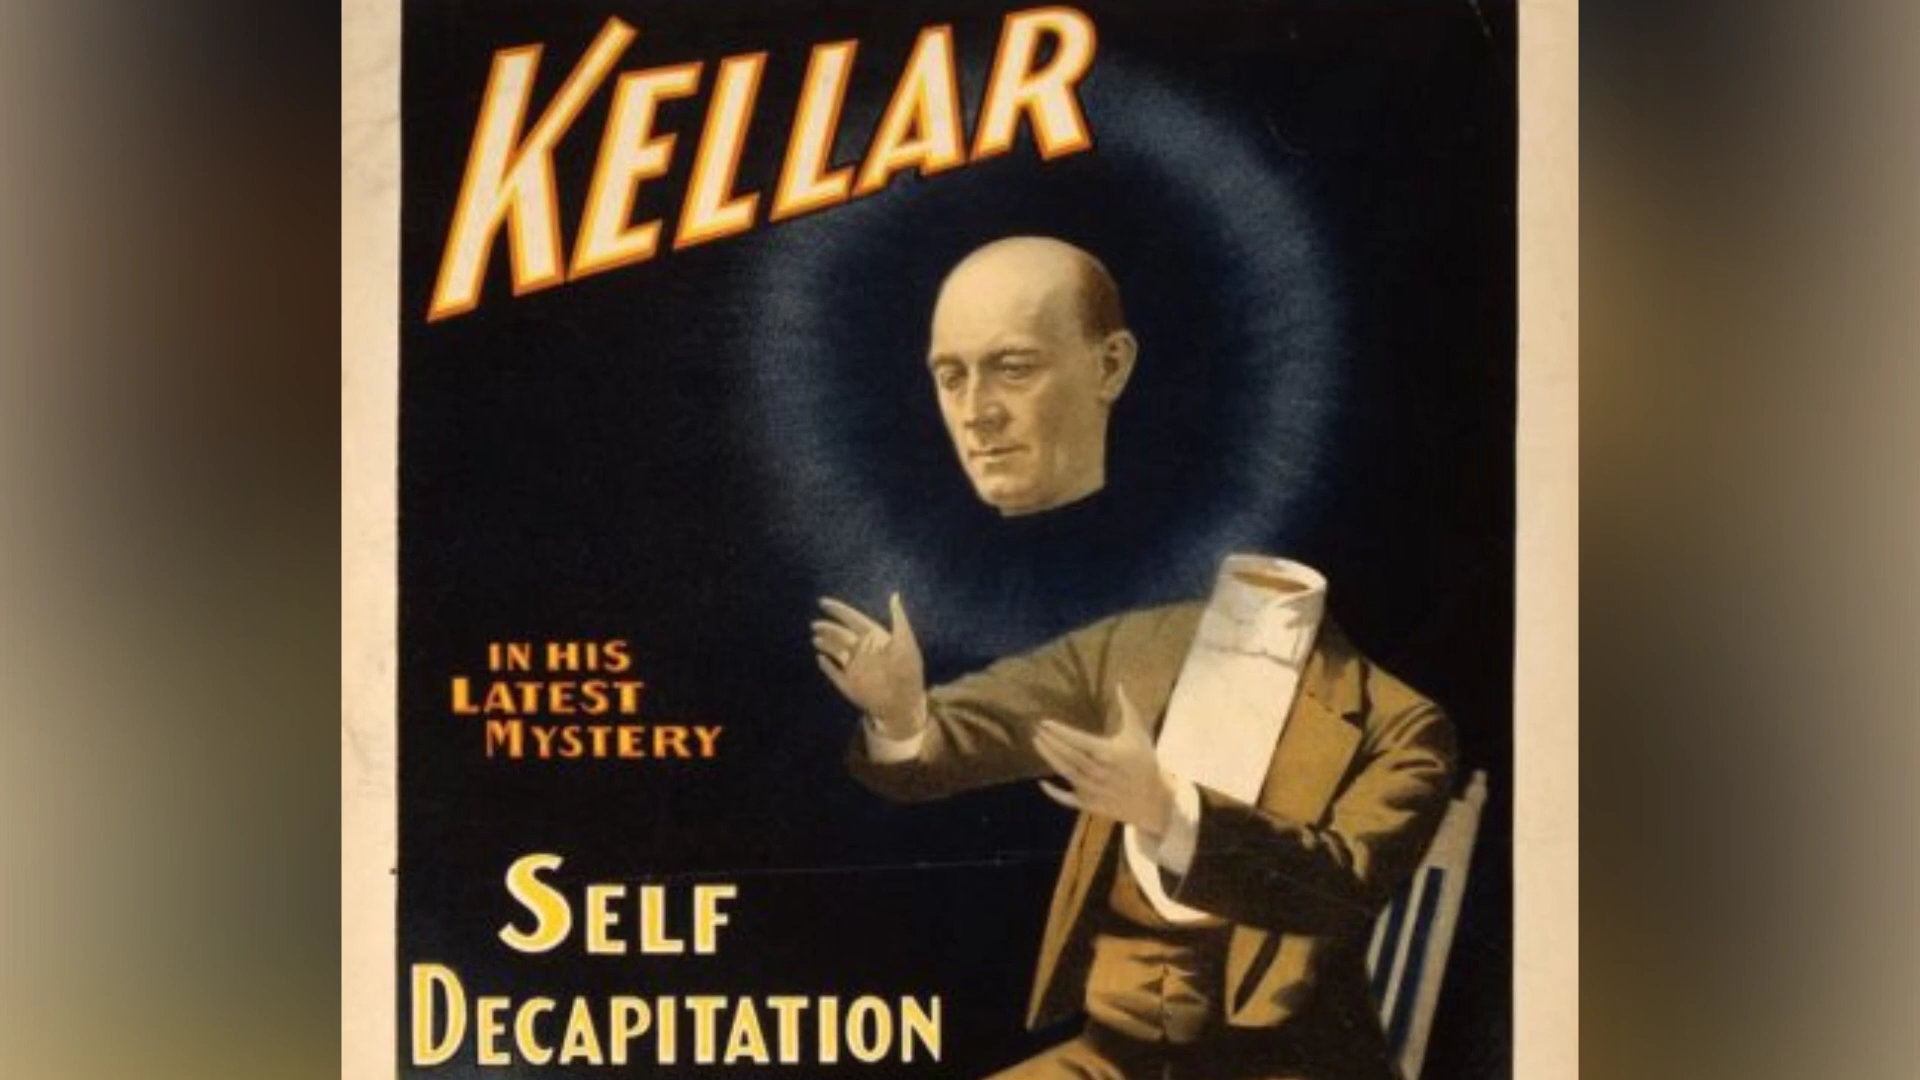 KELLAR
IN HIS
LATEST
MYSTERY
SELF
DECAPITATION